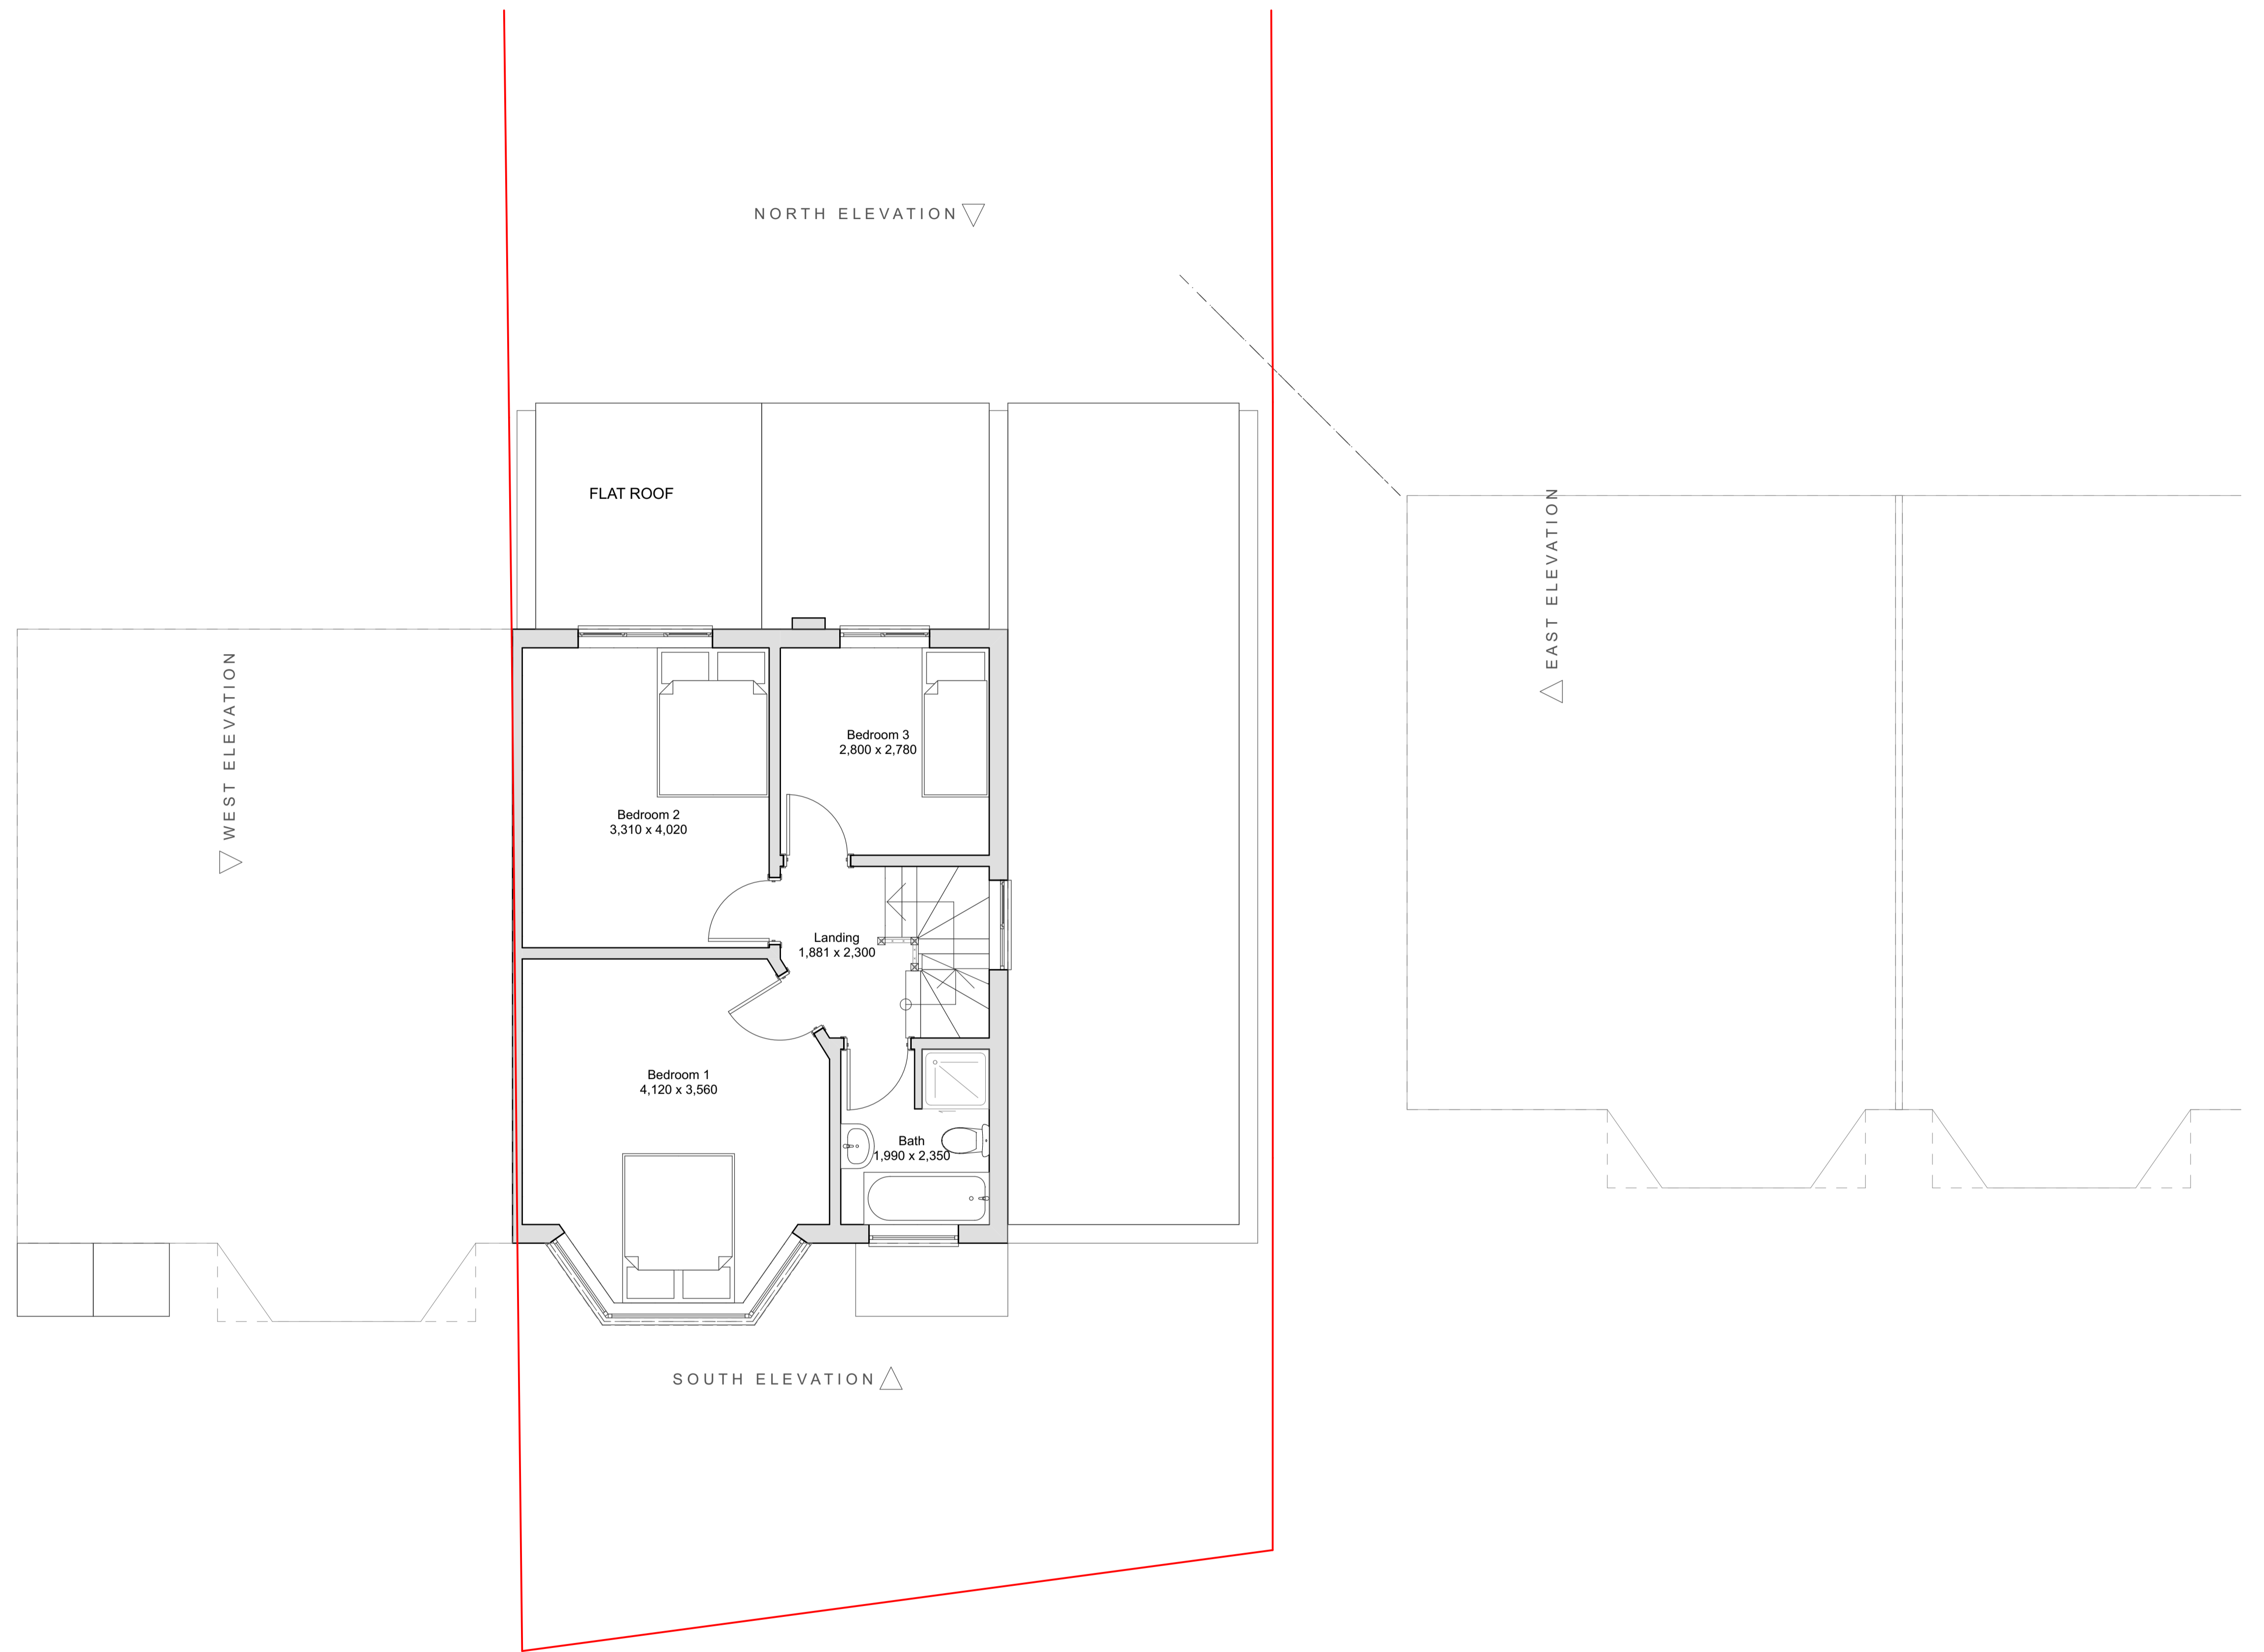 NORTH ELEVATION
FLAT ROOF
EAST ELEVATION
WEST ELEVATION
Bedroom 3
2,800 x 2,780
Bedroom 2
3,310 x 4,020
Landing
1,881 x 2,300
Bedroom 1
4,120 x 3,560
Bath
1,990 x 2,350
SOUTH ELEVATION